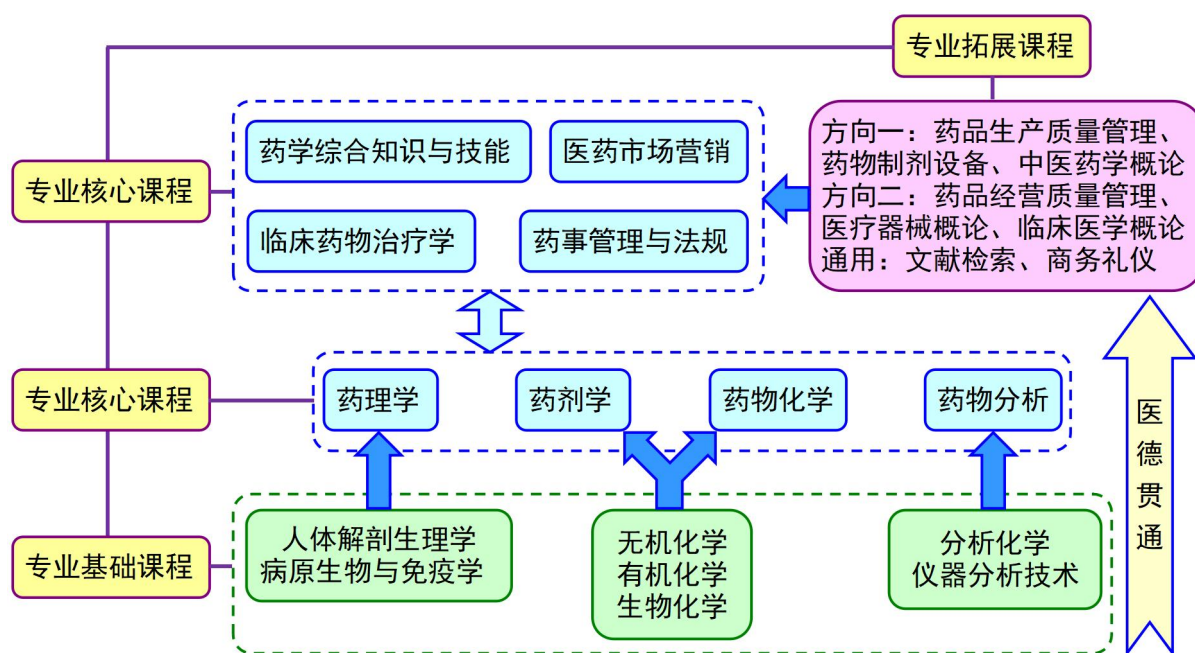 专业拓展课程
方向一：药品生产质量管理、
药物制剂设备、中医药学概论
方向二：药品经营质量管理、
医疗器械概论、临床医学概论
通用：文献检索、商务礼仪
专业核心课程
药学综合知识与技能
医药市场营销
临床药物治疗学
药事管理与法规
专业核心课程
药理学
药剂学
药物化学
药物分析
专业基础课程
人体解剖生理学
病原生物与免疫学
无机化学
有机化学
生物化学
分析化学
仪器分析技术
医德贯通